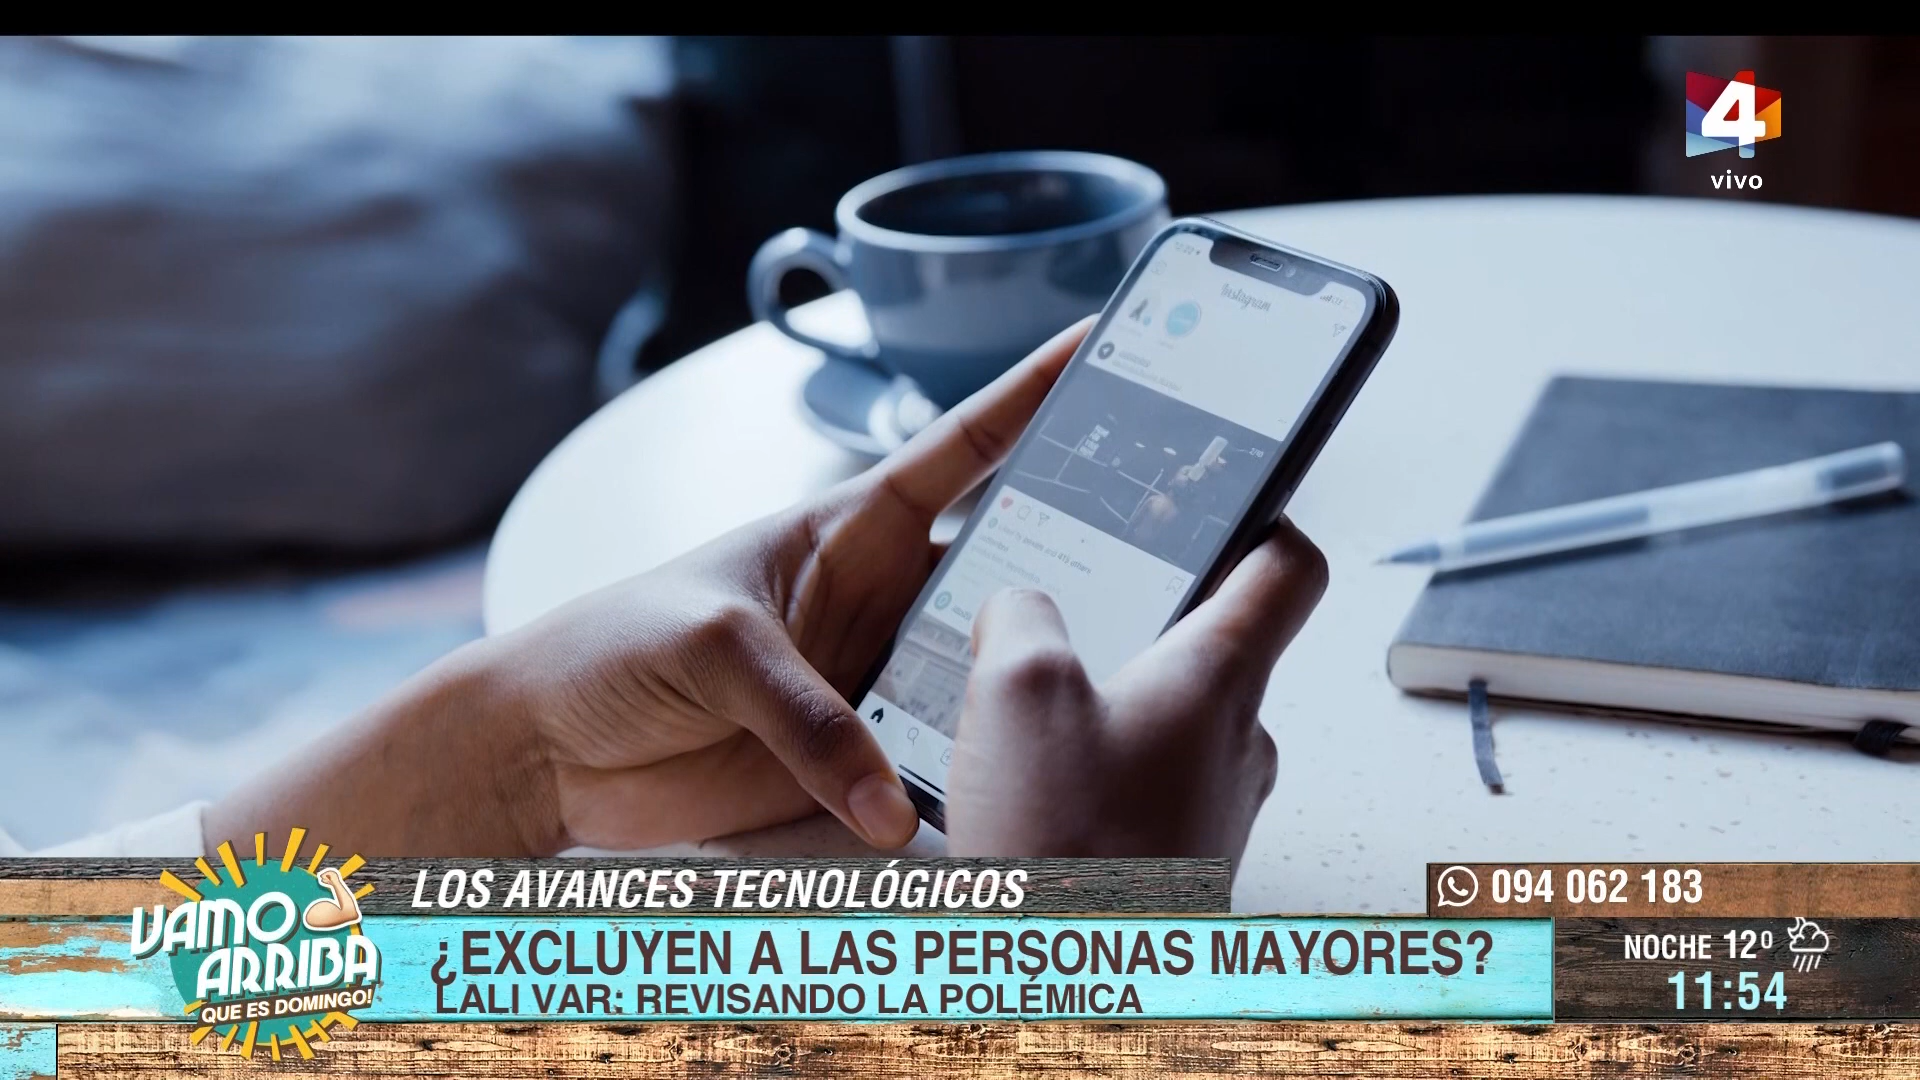 4
vivo
Instagram
LOS AVANCES TECNOLÓGICOS
094 062 183
VAMO
ARRIBA
QUE ES DOMINGO!
¿EXCLUYEN A LAS PERSONAS MAYORES?
LALI VAR: REVISANDO LA POLÉMICA
NOCHE 12º
11:54